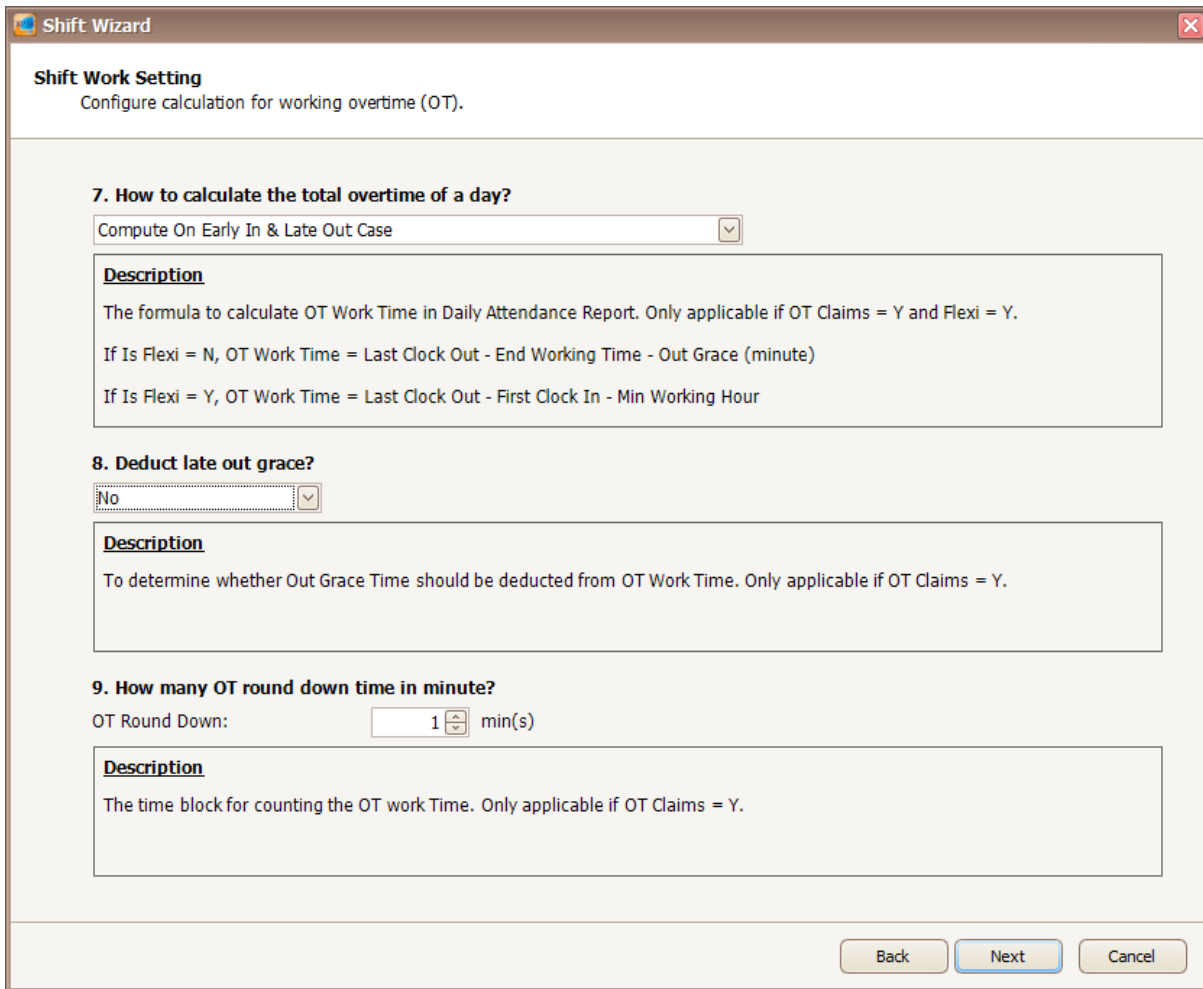 Shift Wizard
Shift Work Setting
Configure calculation for working overtime (OT).
7. How to calculate the total overtime of a day?
Compute On Early In & Late Out Case
Description
The formula to calculate OT Work Time in Daily Attendance Report. Only applicable if OT Claims = Y and Flexi = Y.
If Is Flexi = N, OT Work Time = Last Clock Out - End Working Time - Out Grace (minute)
If Is Flexi = Y, OT Work Time = Last Clock Out - First Clock In - Min Working Hour
8. Deduct late out grace?
No
Description
To determine whether Out Grace Time should be deducted from OT Work Time. Only applicable if OT Claims = Y.
9. How many OT round down time in minute?
OT Round Down: 1 min(s)
Description
The time block for counting the OT work Time. Only applicable if OT Claims = Y.
Back Next Cancel